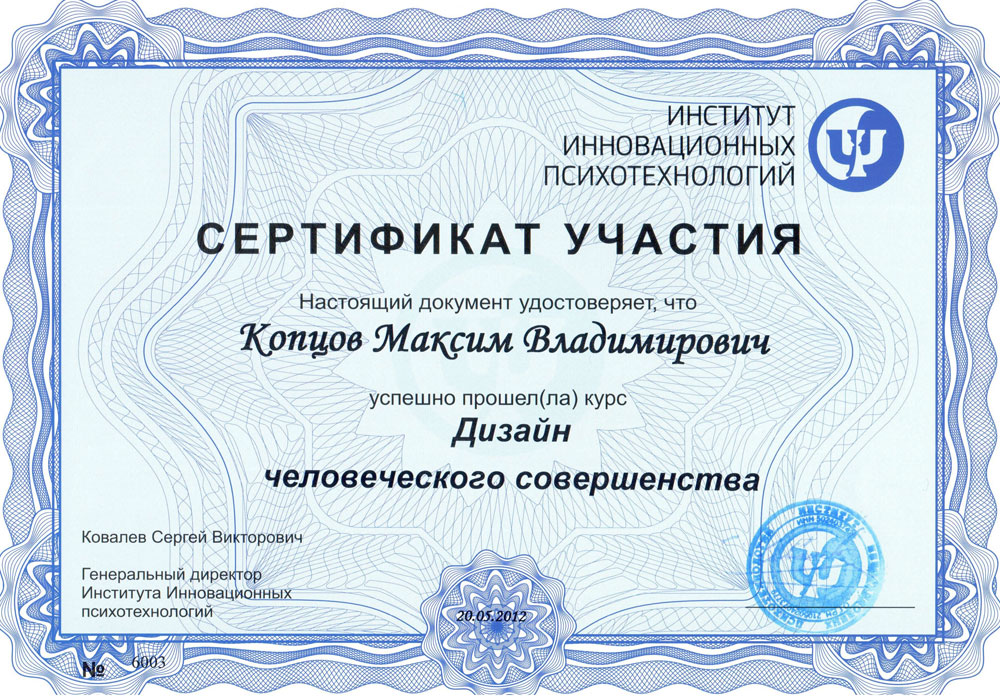 ИНСТИТУТ
ИННОВАЦИОННЫХ
ПСИХОТЕХНОЛОГИЙ
СЕРТИФИКАТ УЧАСТИЯ
Настоящий документ удостоверяет, что
Копцов Максим Владимирович
успешно прошел(ла) курс
Дизайн
человеческого совершенства
Ковалев Сергей Викторович
Генеральный директор
Института Инновационных
психотехнологий
20.05.2012
№ 6003